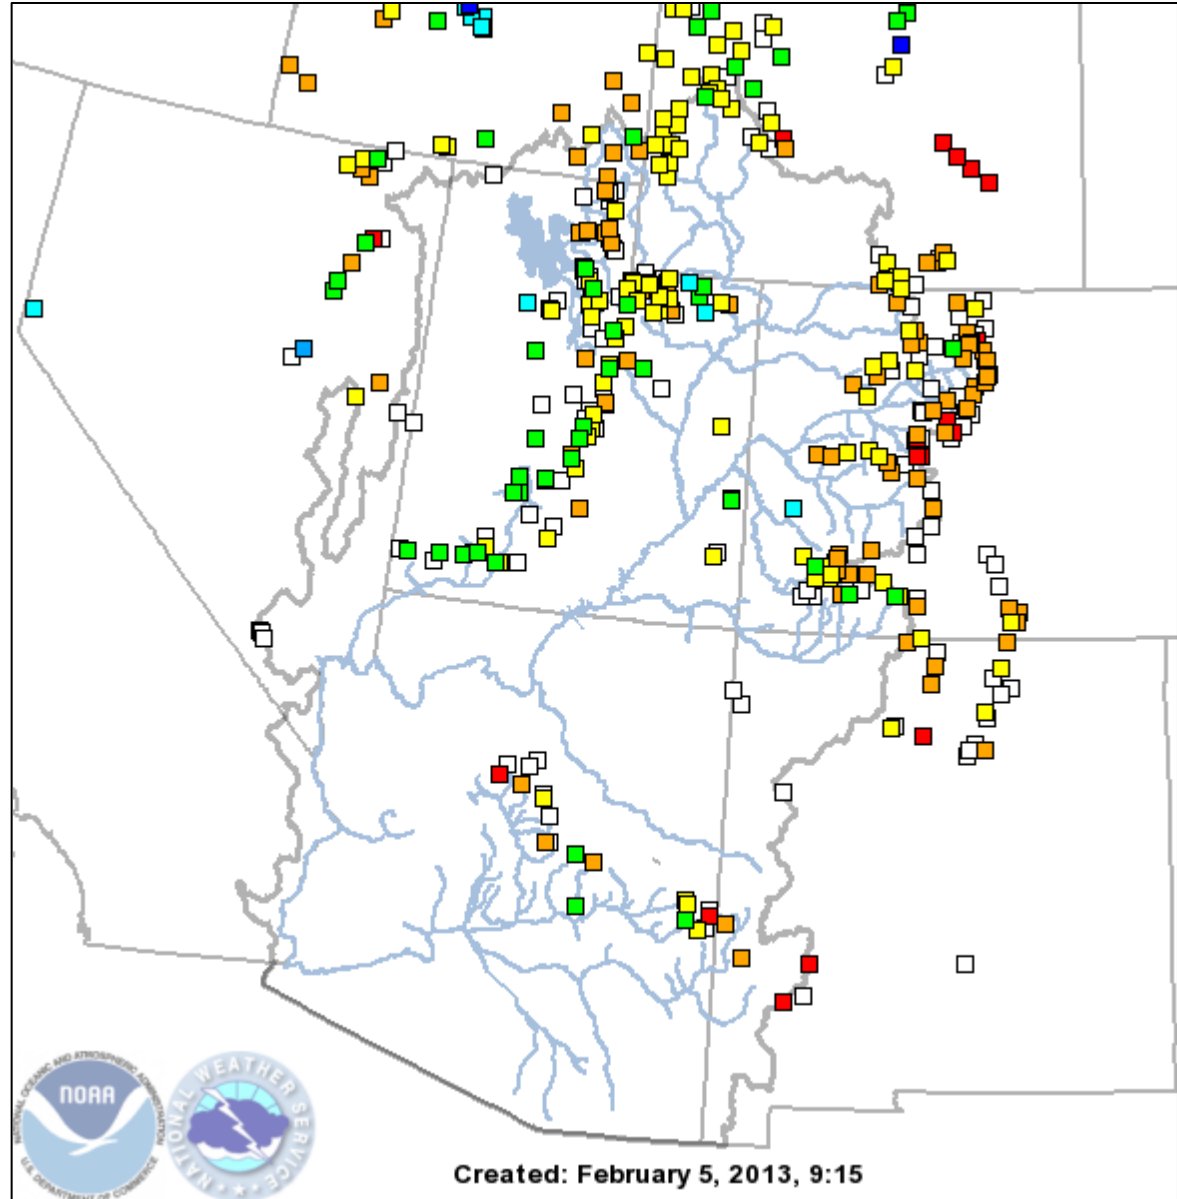 NATIONAL OCEANIC AND ATMOSPHERIC ADMINISTRATION
NOAA
U.S. DEPARTMENT OF COMMERCE
NATIONAL WEATHER SERVICE
Created: February 5, 2013, 9:15